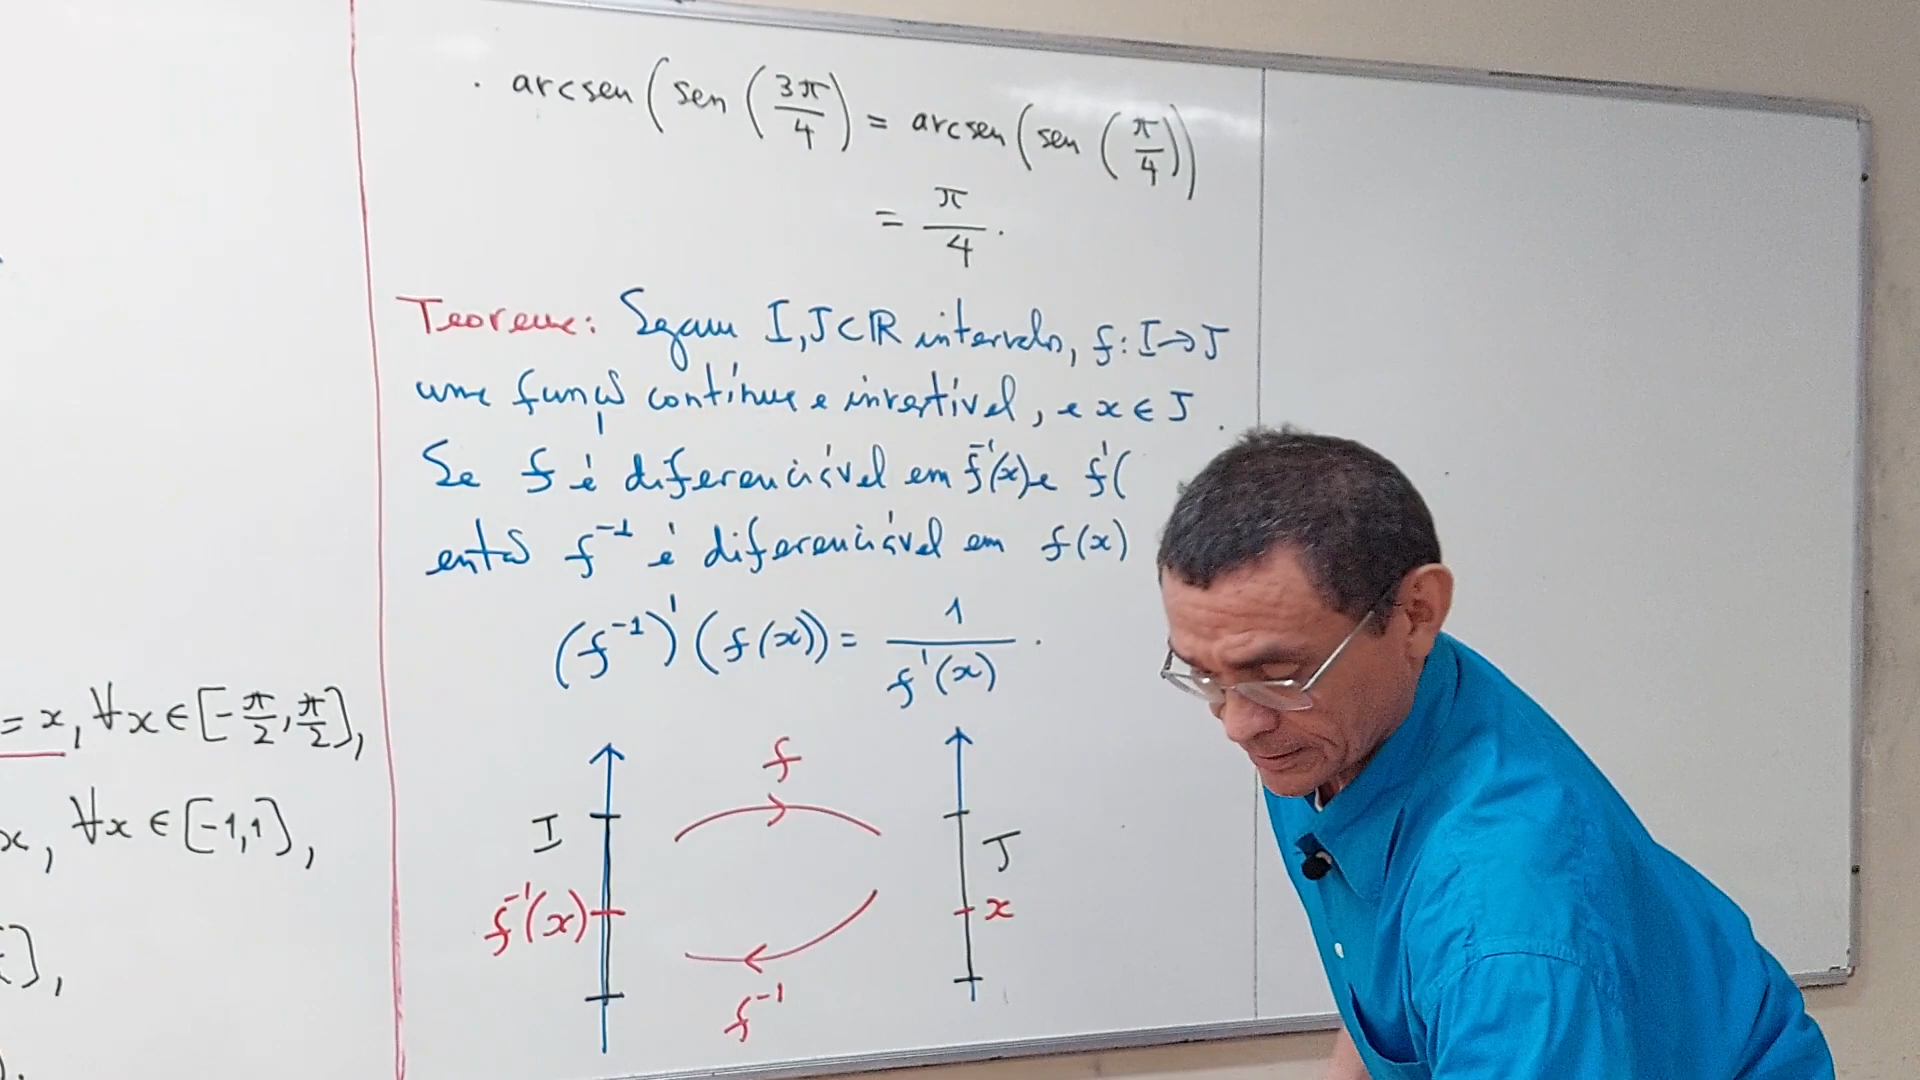 . arcsen(sen(3π/4) = arcsen(sen(π/4))
= π/4.
Teorema: Sejam I, J ⊂ ℝ intervalos, f: I → J
uma função contínua e invertível, e x ∈ J.
Se f é diferenciável em f⁻¹(x) e f'(
então f⁻¹ é diferenciável em f(x)
(f⁻¹)'(f(x)) = 1/f'(x).
= x, ∀x ∈ [-π/2, π/2],
x, ∀x ∈ [-1,1],
],
f
I
J
f⁻¹(x)
x
f⁻¹